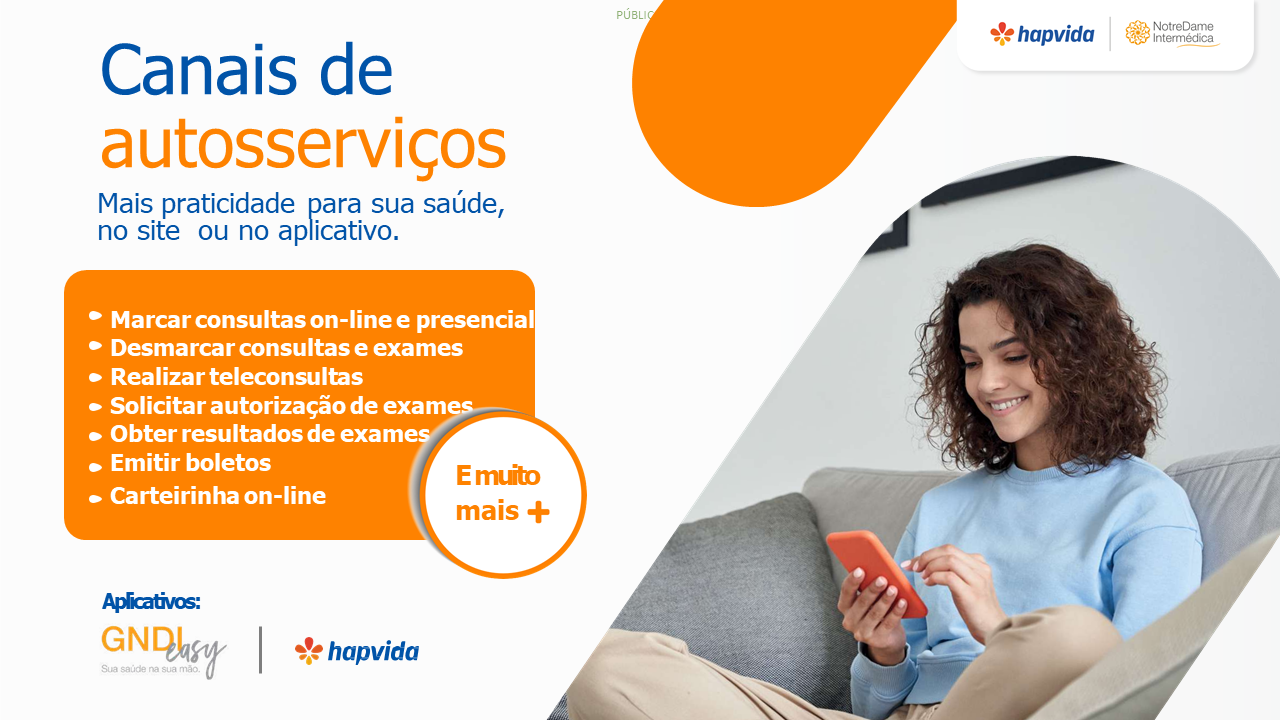 PÚBLIC
hapvida
NotreDame
Intermédica
Canais de
autosserviços
Mais praticidade para sua saúde,
no site ou no aplicativo.
Marcar consultas on-line e presencial
Desmarcar consultas e exames
Realizar teleconsultas
Solicitar autorização de exames
Obter resultados de exames
Emitir boletos
Carteirinha on-line
E muito
mais +
Aplicativos:
GNDI easy
Sua saúde na sua mão.
hapvida